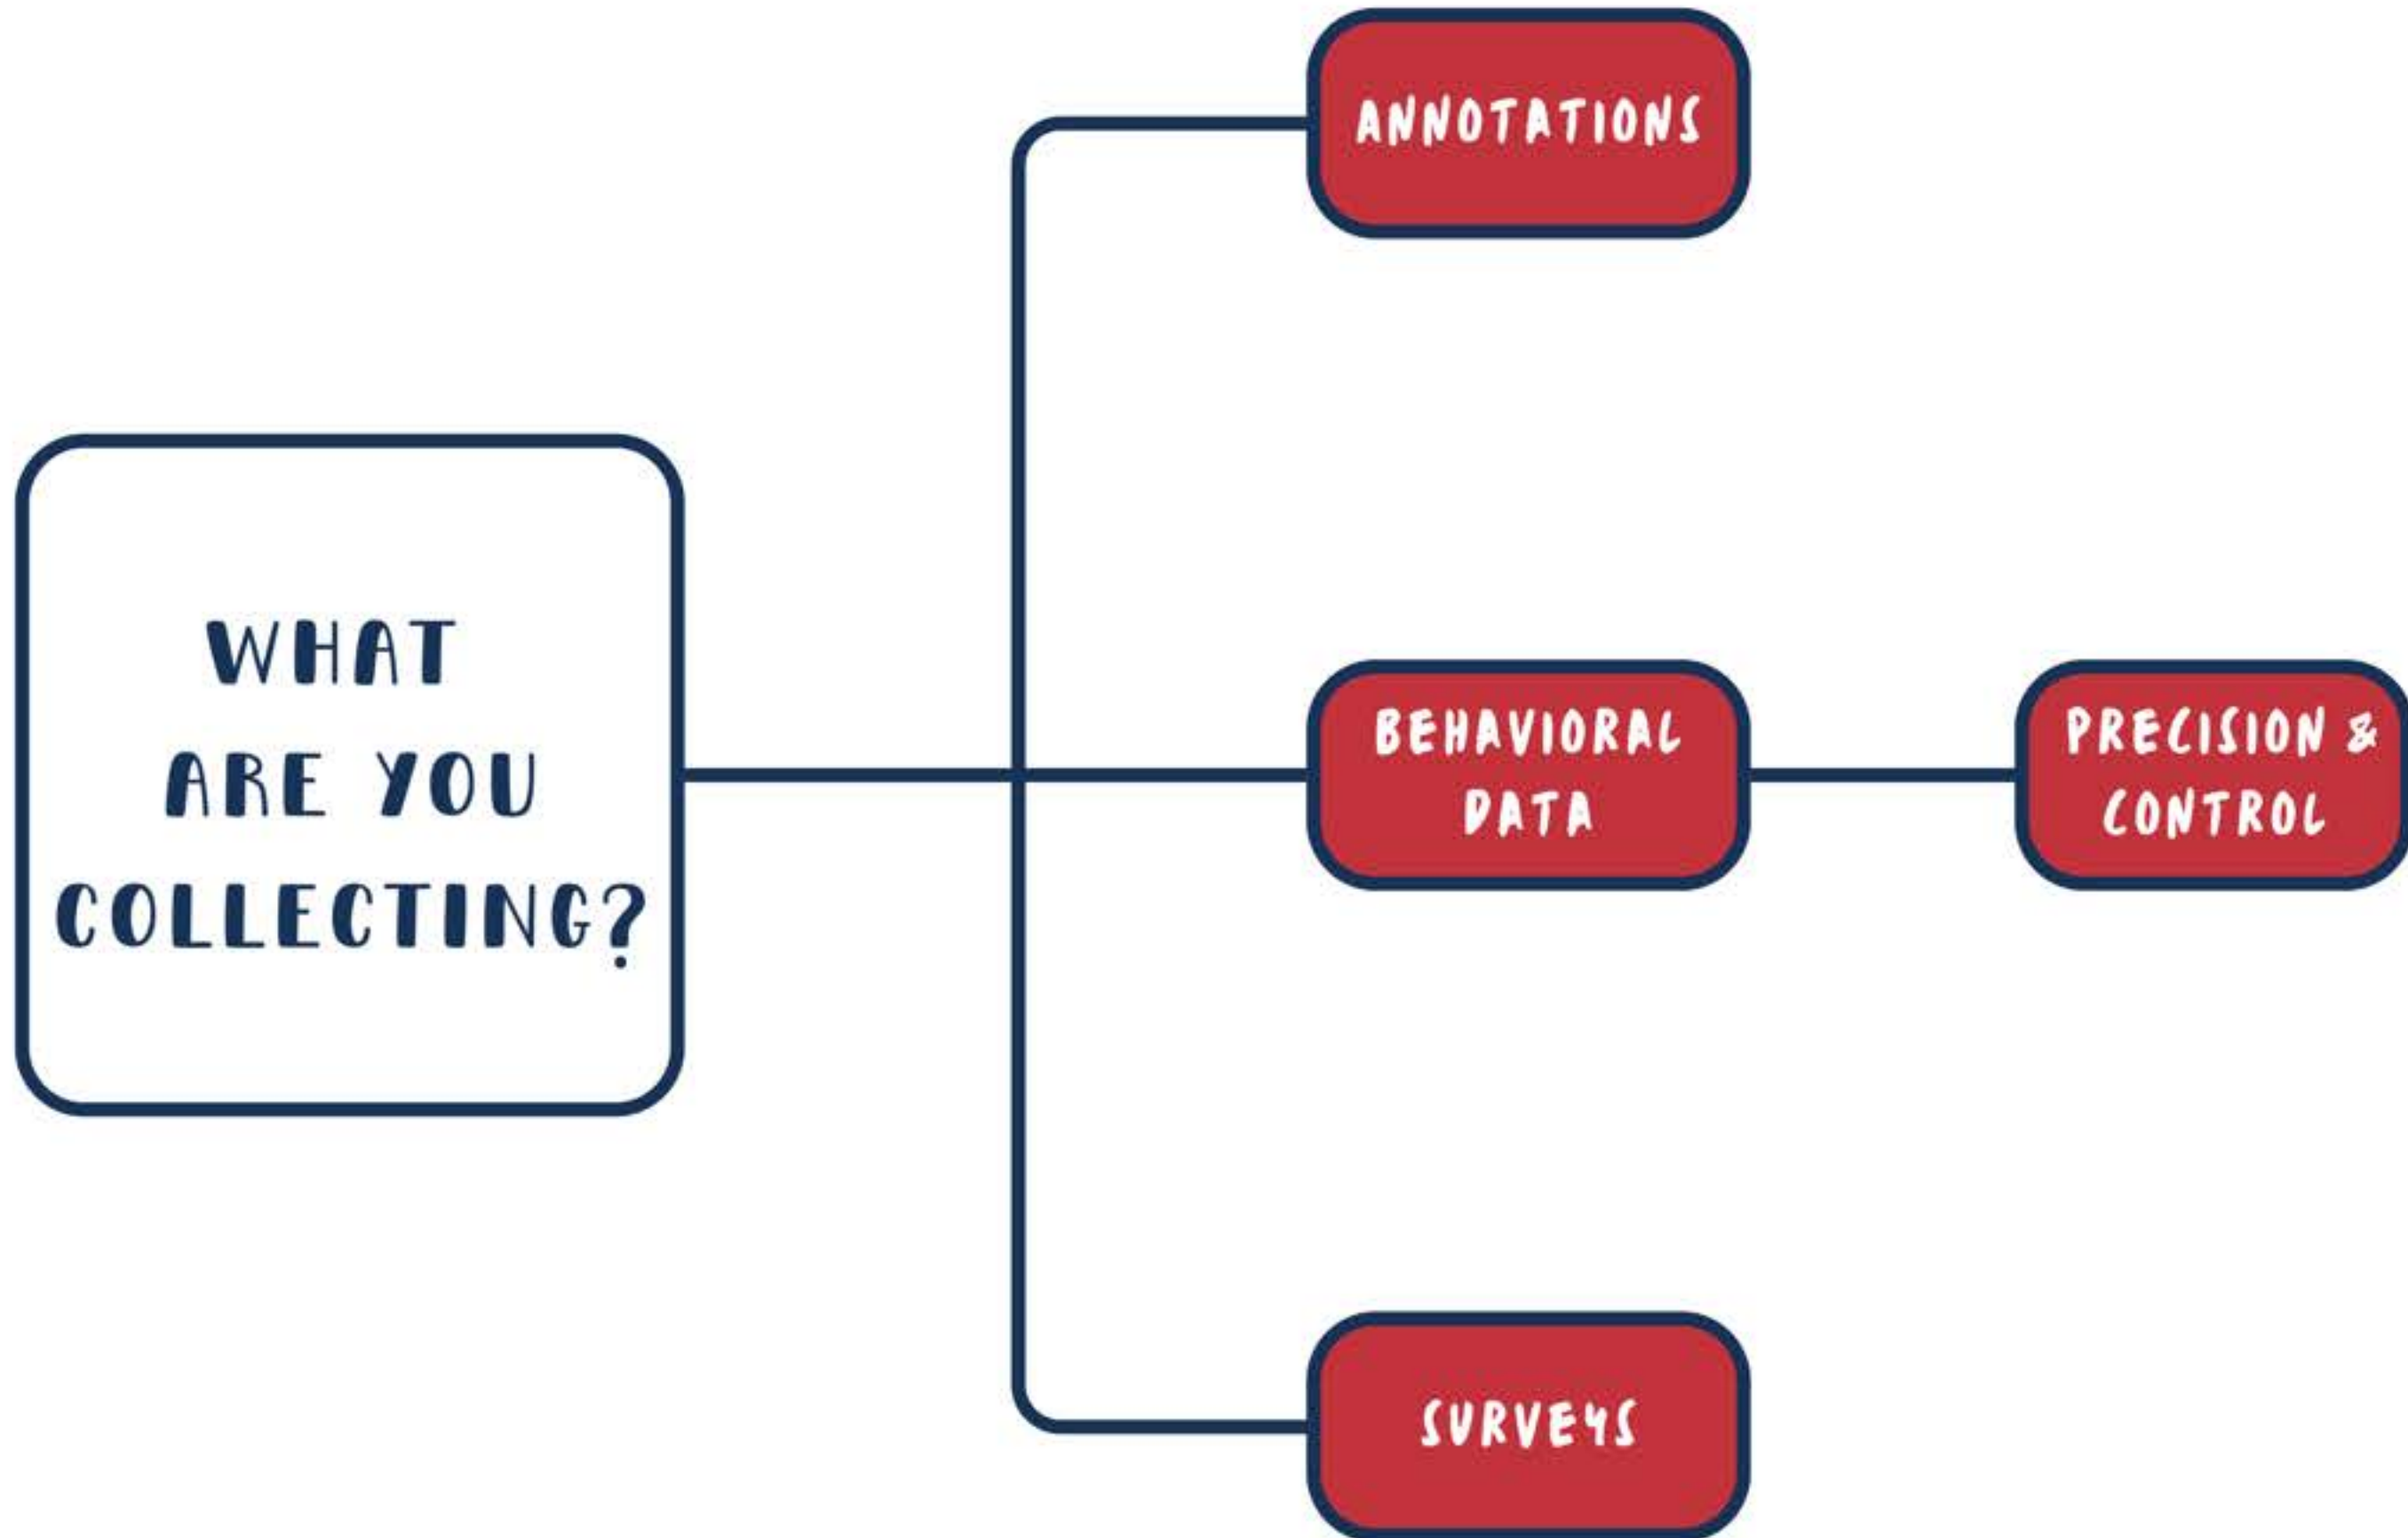 WHAT
ARE YOU
COLLECTING?
ANNOTATIONS
BEHAVIORAL
DATA
PRECISION &
CONTROL
SURVEYS